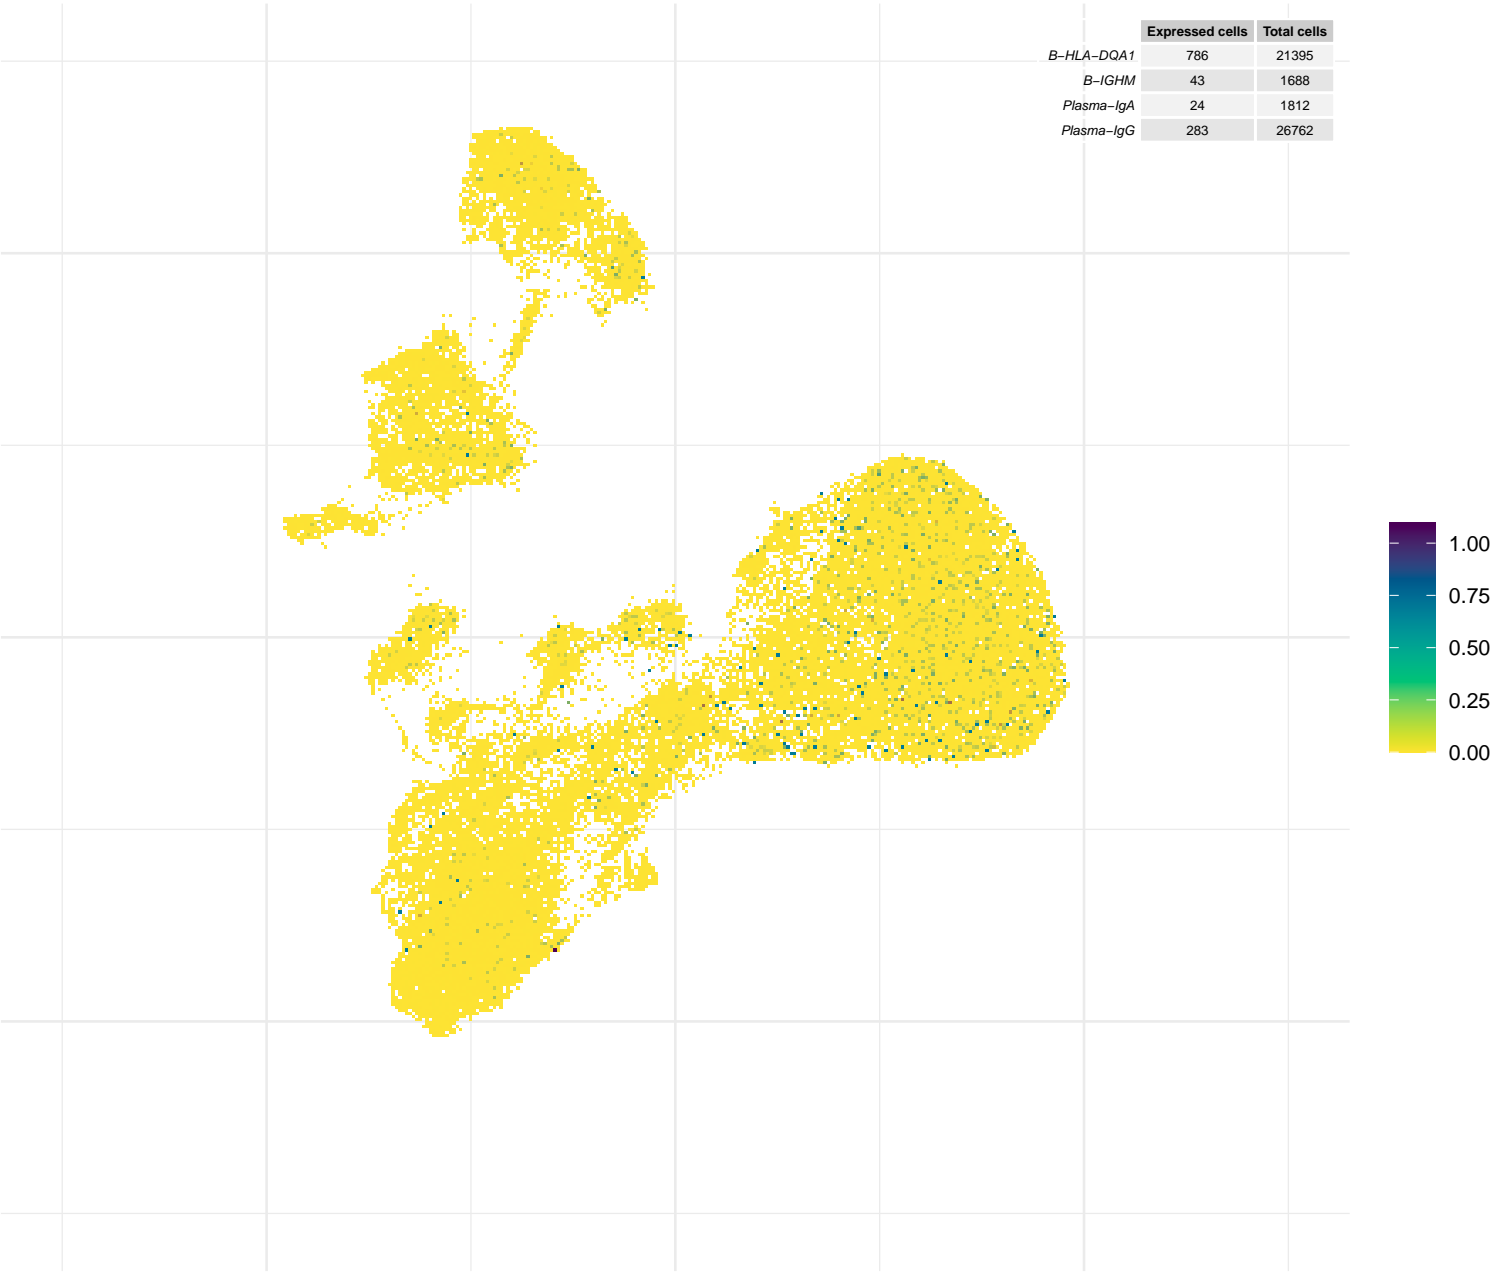 Expressed cells Total cells
B−HLA−DQA1 786 21395
B−IGHM 43 1688
Plasma−IgA 24 1812
Plasma−IgG 283 26762
1.00
0.75
0.50
0.25
0.00